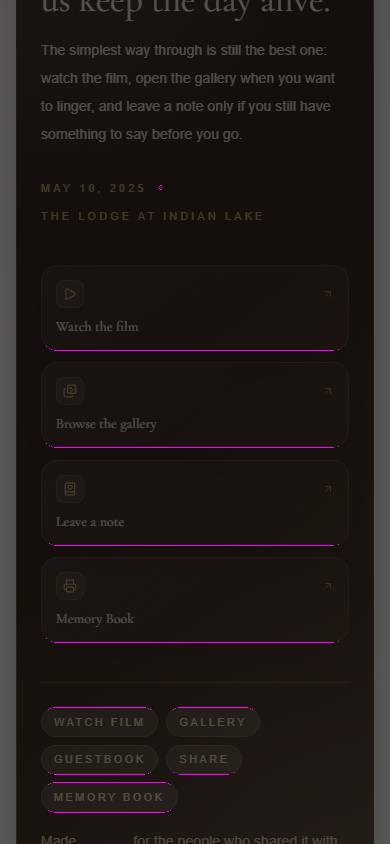 us keep the day alive.
The simplest way through is still the best one:
watch the film, open the gallery when you want
to linger, and leave a note only if you still have
something to say before you go.
MAY 10, 2025
THE LODGE AT INDIAN LAKE
Watch the film
Browse the gallery
Leave a note
Memory Book
WATCH FILM GALLERY
GUESTBOOK SHARE
MEMORY BOOK
Made for the people who shared it with